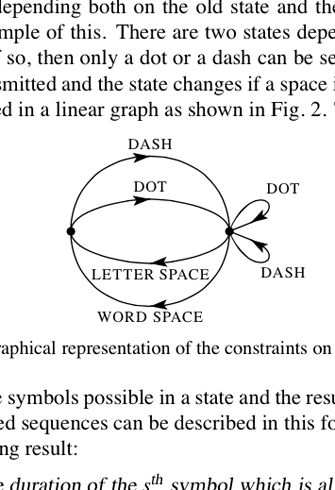 depending both on the old state and the
mple of this. There are two states depe
f so, then only a dot or a dash can be se
smitted and the state changes if a space i
ed in a linear graph as shown in Fig. 2.
DASH
DOT
DOT
LETTER SPACE
DASH
WORD SPACE
raphical representation of the constraints on
e symbols possible in a state and the resu
ed sequences can be described in this fo
ng result:
e duration of the sth symbol which is al